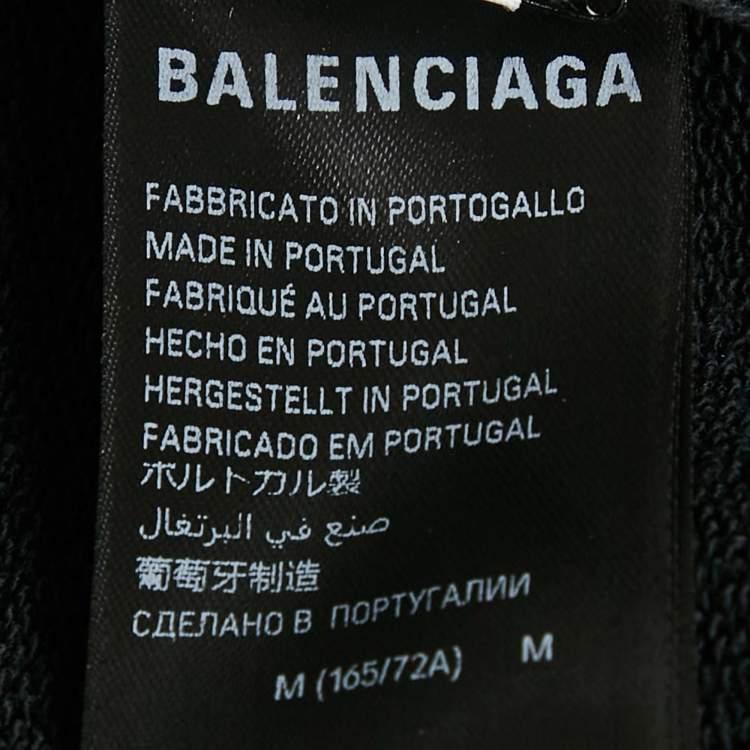 BALENCIAGA
FABBRICATO IN PORTOGALLO
MADE IN PORTUGAL
FABRIQUÉ AU PORTUGAL
HECHO EN PORTUGAL
HERGESTELLT IN PORTUGAL
FABRICADO EM PORTUGAL
ポルトガル製
صنع في البرتغال
葡萄牙制造
СДЕЛАНО В ПОРТУГАЛИИ
M (165/72A) M